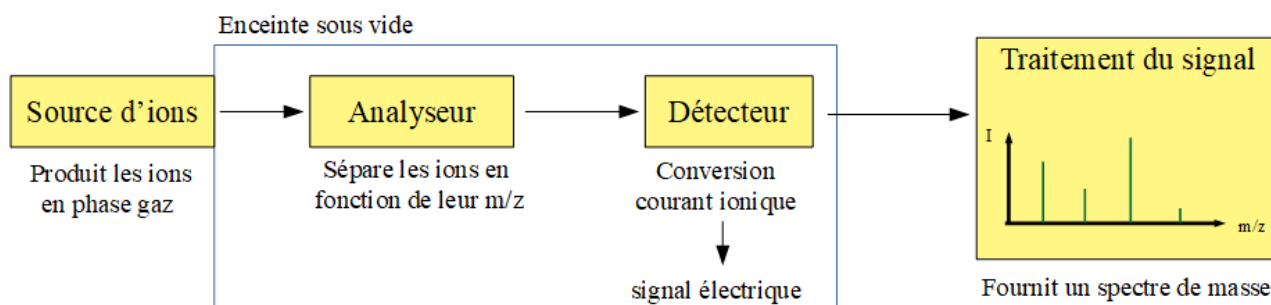 Enceinte sous vide
Source d'ions
Produit les ions
en phase gaz
Analyseur
Sépare les ions en
fonction de leur m/z
Détecteur
Conversion
courant ionique
signal électrique
Traitement du signal
I
m/z
Fournit un spectre de masse